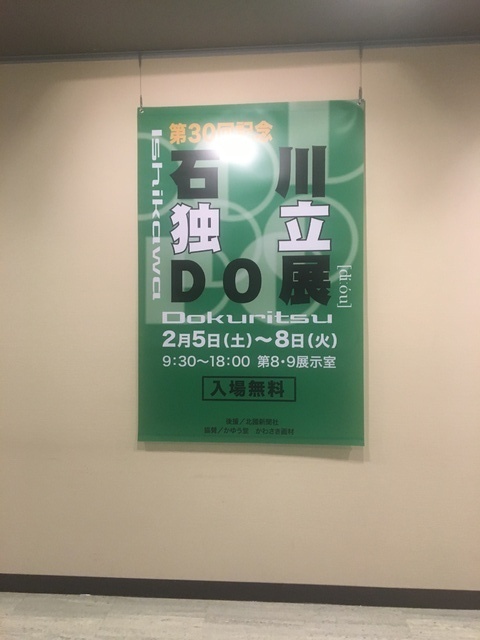 第30回記念
Ishikawa
石川
独立
DO展
[di:óu]
Dokuritsu
2月5日(土)～8日(火)
9:30～18:00 第8・9展示室
入場無料
後援／北國新聞社